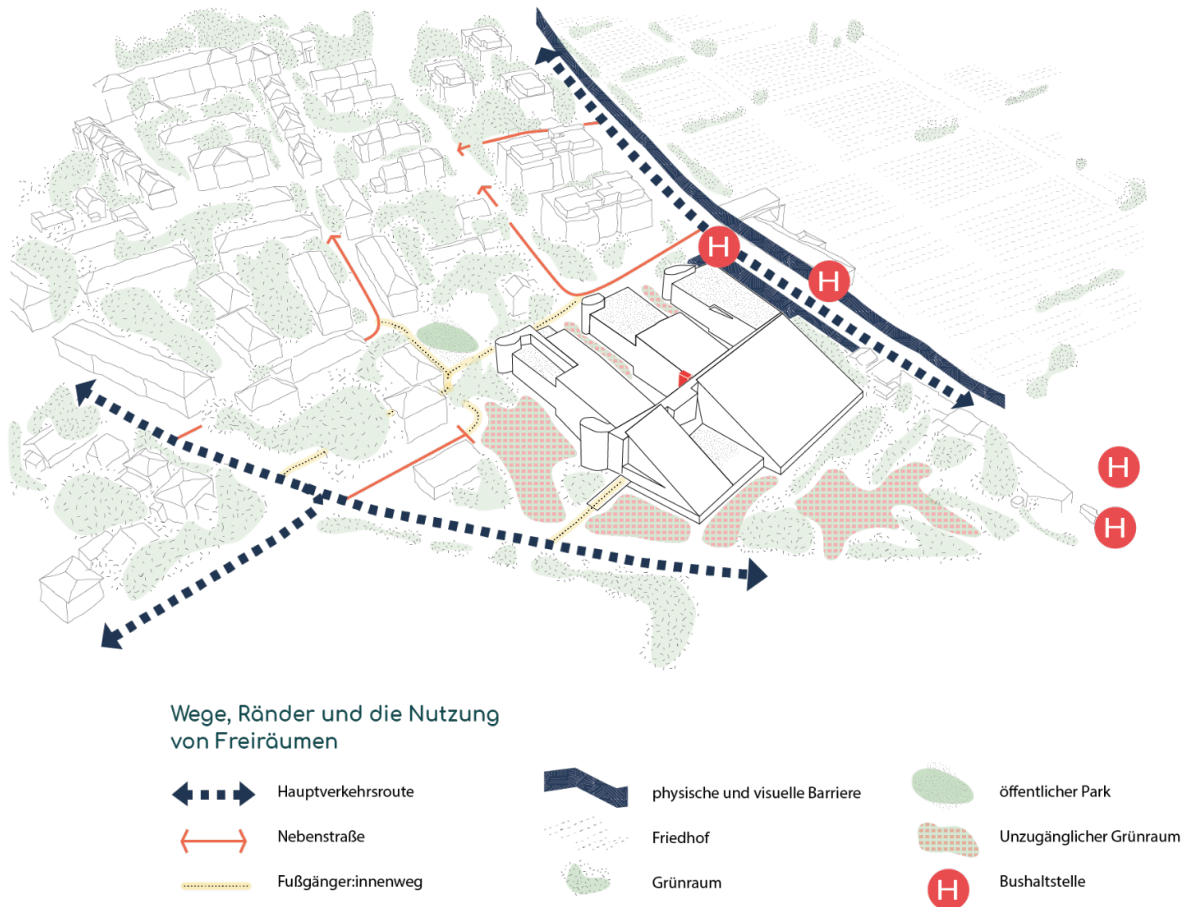 H
H
H
H
Wege, Ränder und die Nutzung
von Freiräumen
Hauptverkehrsroute
physische und visuelle Barriere
öffentlicher Park
Nebenstraße
Friedhof
Unzugänglicher Grünraum
Fußgänger:innenweg
Grünraum
H
Bushaltstelle